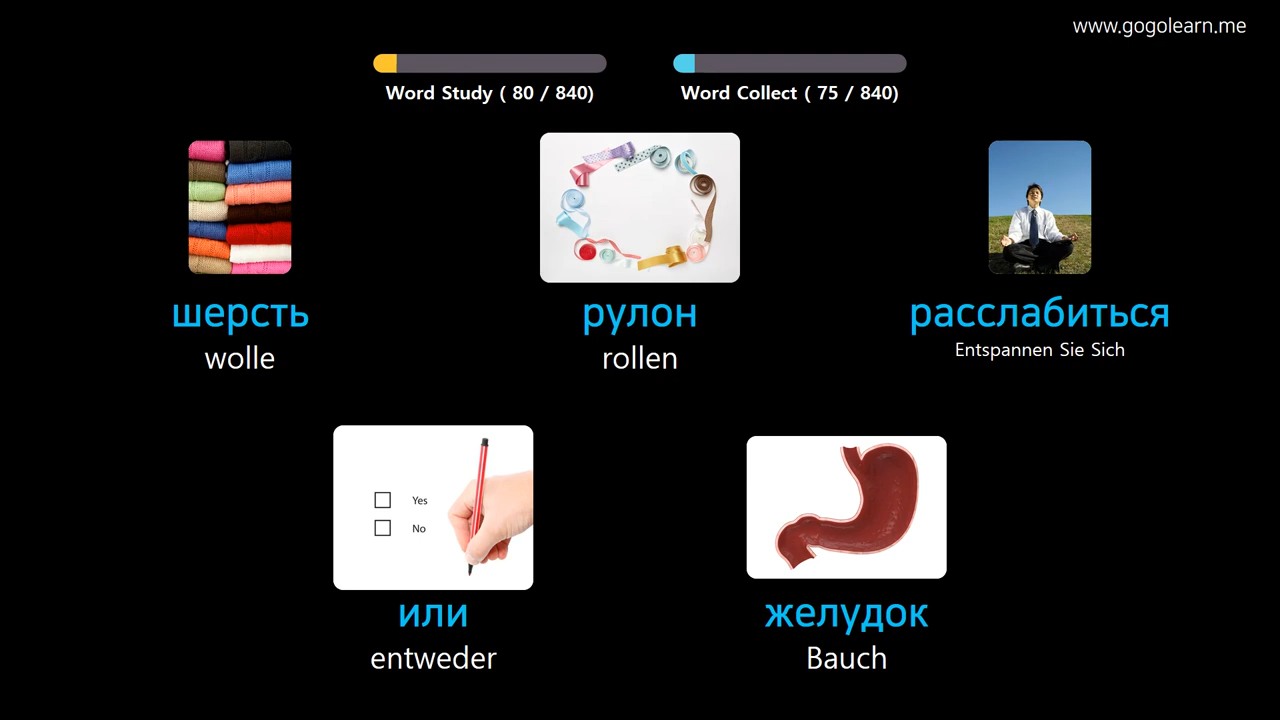 www.gogolearn.me
Word Study ( 80 / 840)
Word Collect ( 75 / 840)
шерсть
wolle
рулон
rollen
расслабиться
Entspannen Sie Sich
Yes
No
или
entweder
желудок
Bauch